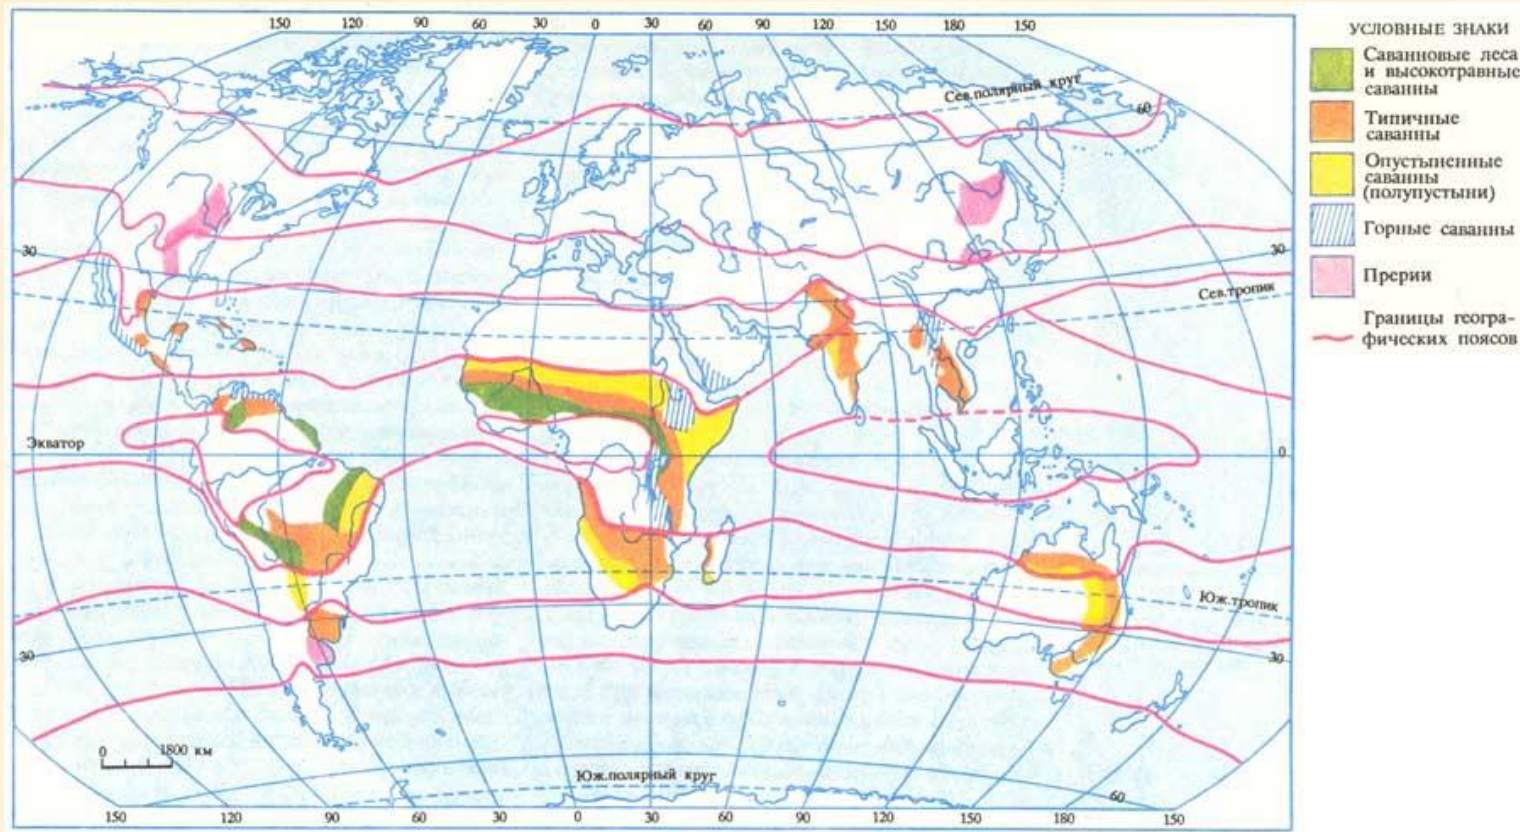 150 120 90 60 30 0 30 60 90 120 150 180 150
УСЛОВНЫЕ ЗНАКИ
Саванновые леса
и высокотравные
саванны
Типичные
саванны
Опустыненные
саванны
(полупустыни)
Горные саванны
Прерии
Границы геогра-
фических поясов
Сев.полярный круг
60
30
30
Сев.тропик
Экватор
0
Юж.тропик
30
30
0 1800 км
Юж.полярный круг
60
150 120 90 60 30 0 30 60 90 120 150 180 150